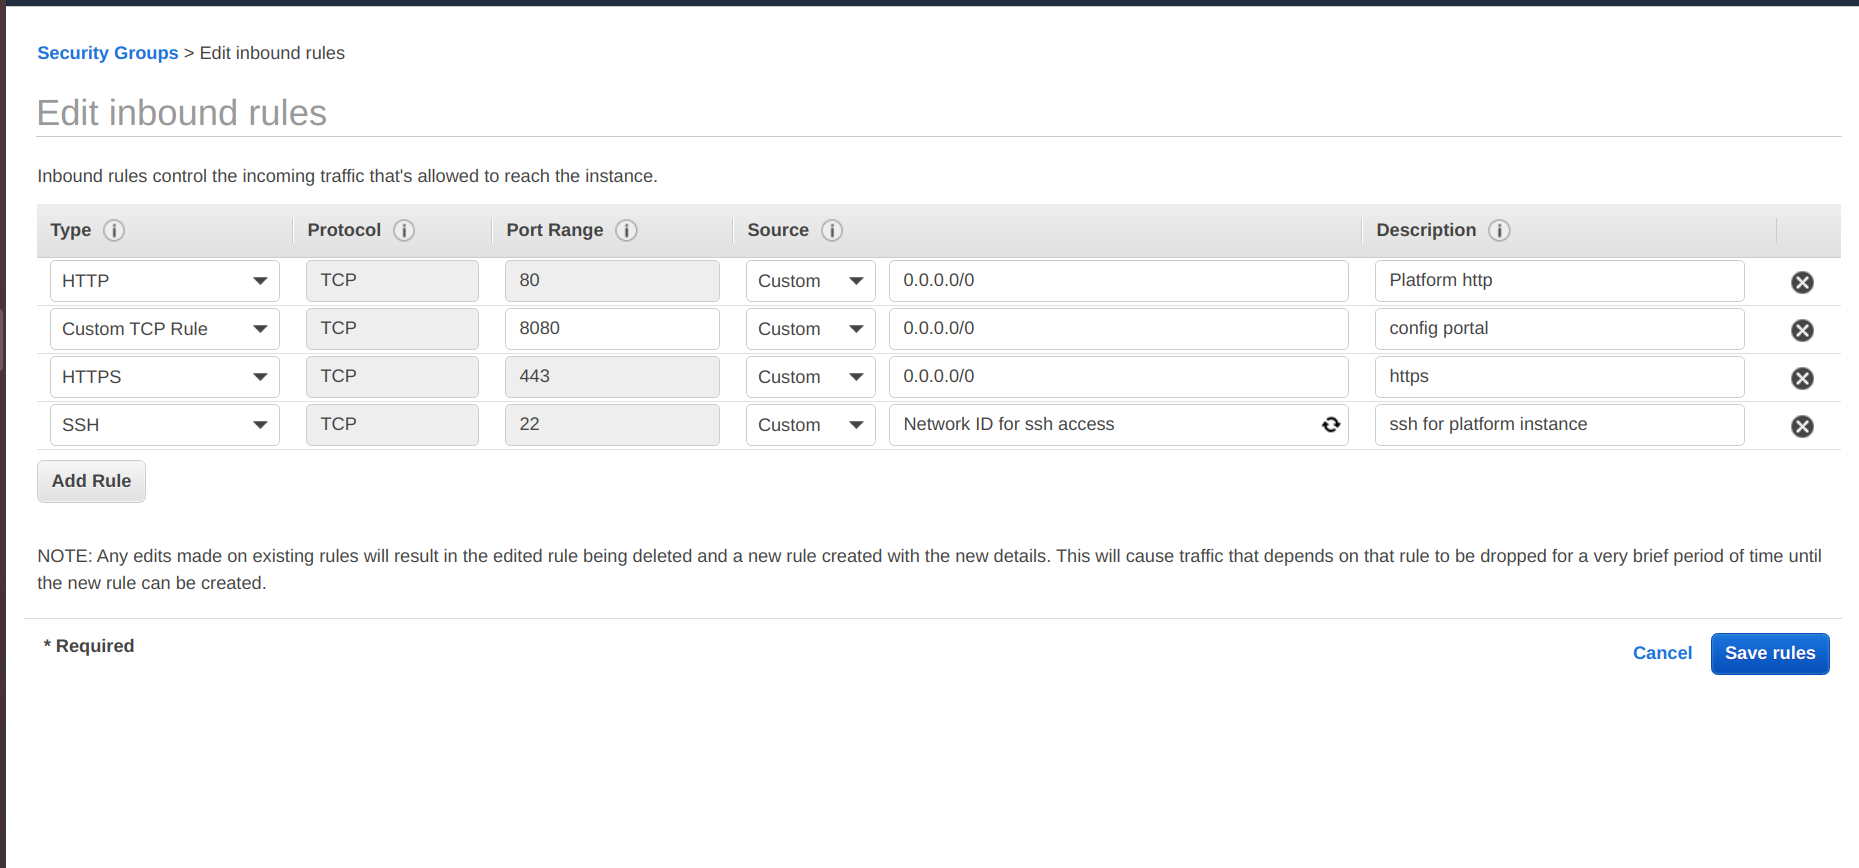 Security Groups > Edit inbound rules
Edit inbound rules
Inbound rules control the incoming traffic that's allowed to reach the instance.
Type Protocol Port Range Source Description
HTTP TCP 80 Custom 0.0.0.0/0 Platform http
Custom TCP Rule TCP 8080 Custom 0.0.0.0/0 config portal
HTTPS TCP 443 Custom 0.0.0.0/0 https
SSH TCP 22 Custom Network ID for ssh access ssh for platform instance
Add Rule
NOTE: Any edits made on existing rules will result in the edited rule being deleted and a new rule created with the new details. This will cause traffic that depends on that rule to be dropped for a very brief period of time until
the new rule can be created.
* Required
Cancel Save rules